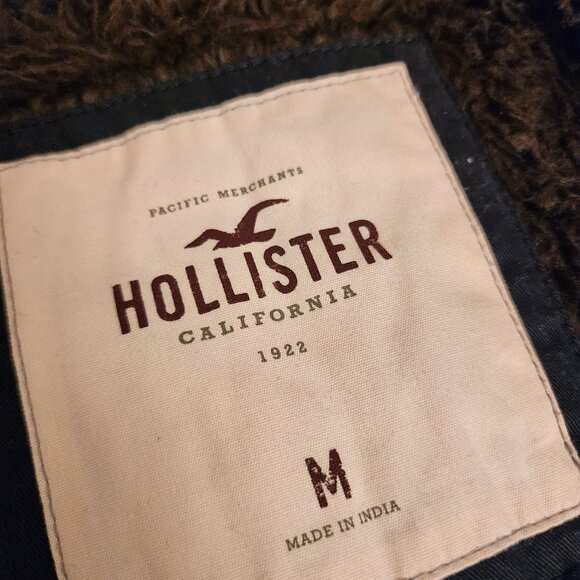 PACIFIC MERCHANTS
HOLLISTER
CALIFORNIA
1922
M
MADE IN INDIA